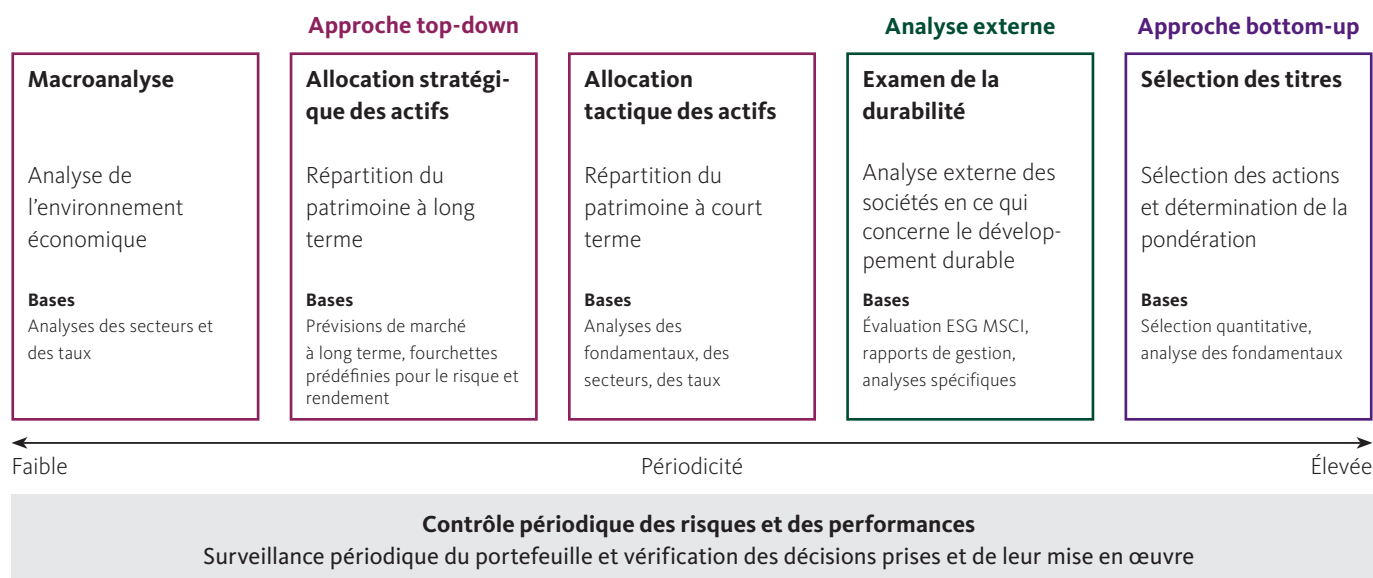 Approche top-down
Analyse externe
Approche bottom-up
Macroanalyse
Analyse de
l'environnement
économique
Bases
Analyses des secteurs et
des taux
Allocation stratégi-
que des actifs
Répartition du
patrimoine à long
terme
Bases
Prévisions de marché
à long terme, fourchettes
prédéfinies pour le risque et
rendement
Allocation
tactique des actifs
Répartition du
patrimoine à court
terme
Bases
Analyses des
fondamentaux, des
secteurs, des taux
Examen de la
durabilité
Analyse externe des
sociétés en ce qui
concerne le dévelop-
pement durable
Bases
Évaluation ESG MSCI,
rapports de gestion,
analyses spécifiques
Sélection des titres
Sélection des actions
et détermination de la
pondération
Bases
Sélection quantitative,
analyse des fondamentaux
Faible
Périodicité
Élevée
Contrôle périodique des risques et des performances
Surveillance périodique du portefeuille et vérification des décisions prises et de leur mise en œuvre